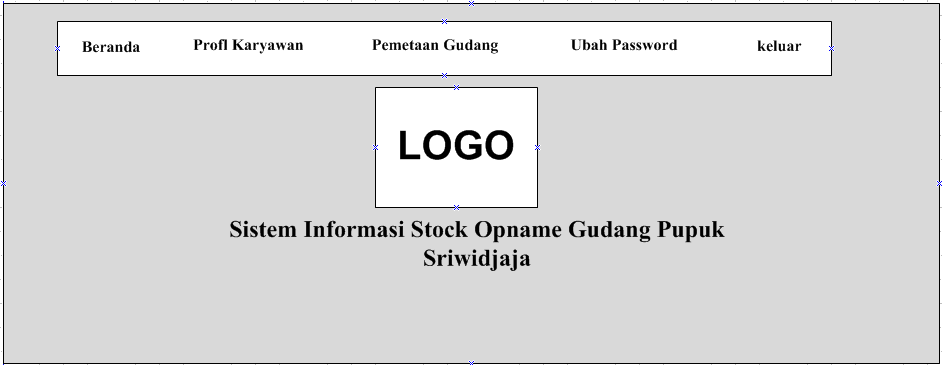 Beranda Profl Karyawan Pemetaan Gudang Ubah Password keluar
LOGO
Sistem Informasi Stock Opname Gudang Pupuk
Sriwidjaja